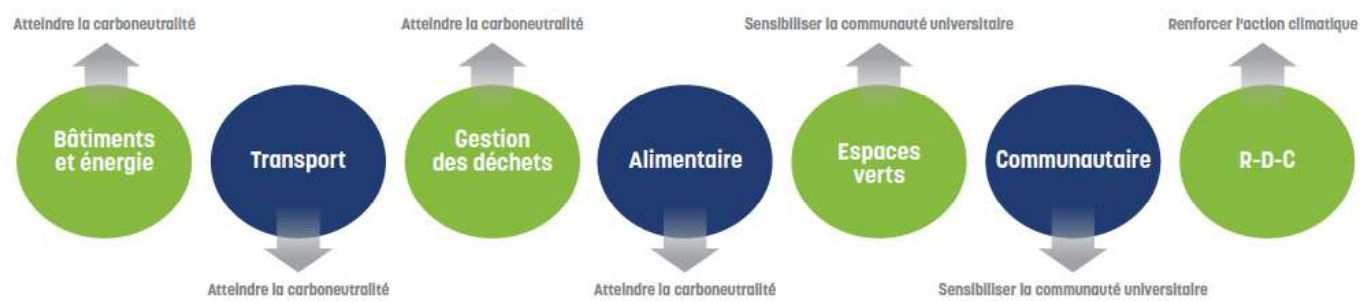 Atteindre la carboneutralité
Atteindre la carboneutralité
Sensibiliser la communauté universitaire
Renforcer l'action climatique
Bâtiments
et énergie
Transport
Gestion
des déchets
Alimentaire
Espaces
verts
Communautaire
R-D-C
Atteindre la carboneutralité
Atteindre la carboneutralité
Sensibiliser la communauté universitaire